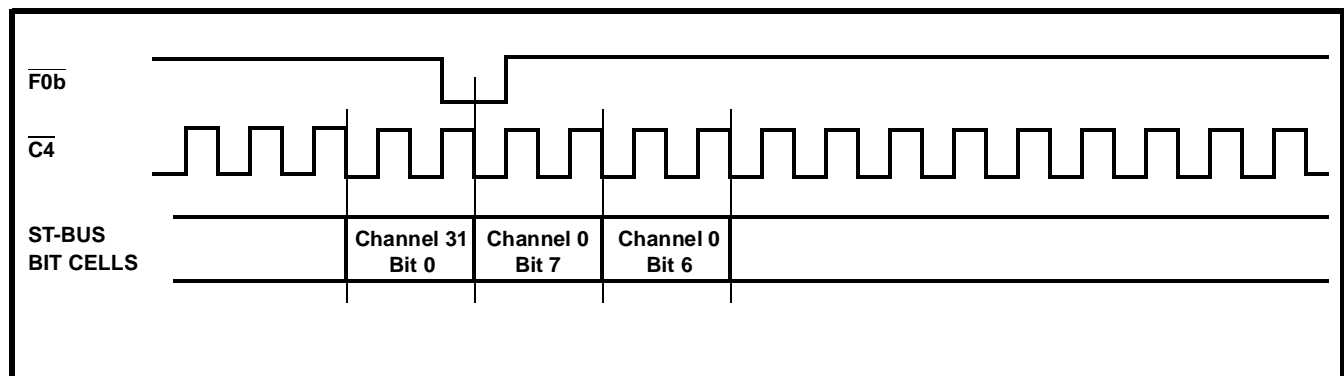 F0b
C4
ST-BUS
BIT CELLS
Channel 31
Bit 0
Channel 0
Bit 7
Channel 0
Bit 6